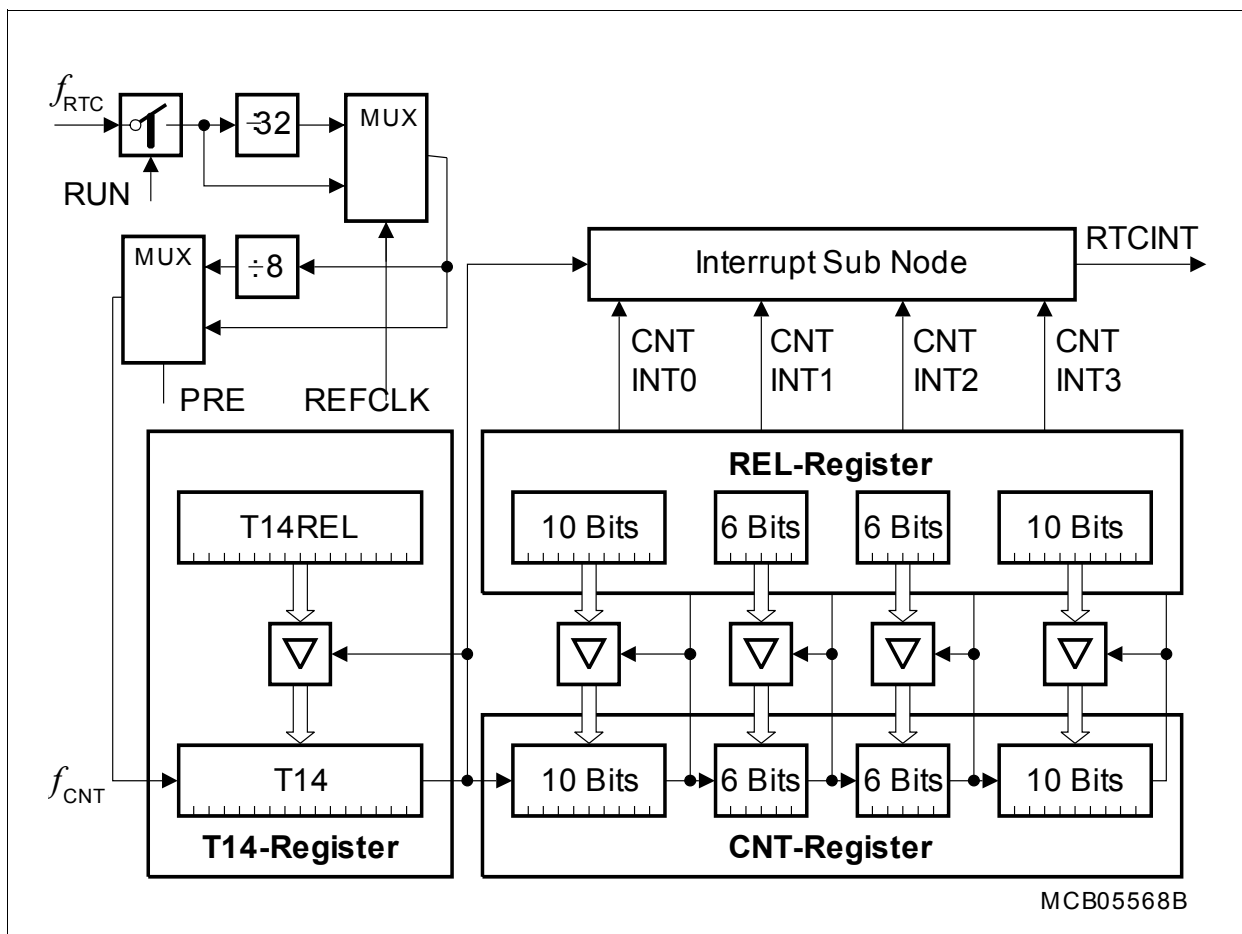 fRTC
÷32
MUX
RUN
MUX
÷8
Interrupt Sub Node
RTCINT
CNT INT0
CNT INT1
CNT INT2
CNT INT3
PRE
REFCLK
REL-Register
T14REL
10 Bits
6 Bits
6 Bits
10 Bits
fCNT
T14
10 Bits
6 Bits
6 Bits
10 Bits
T14-Register
CNT-Register
MCB05568B